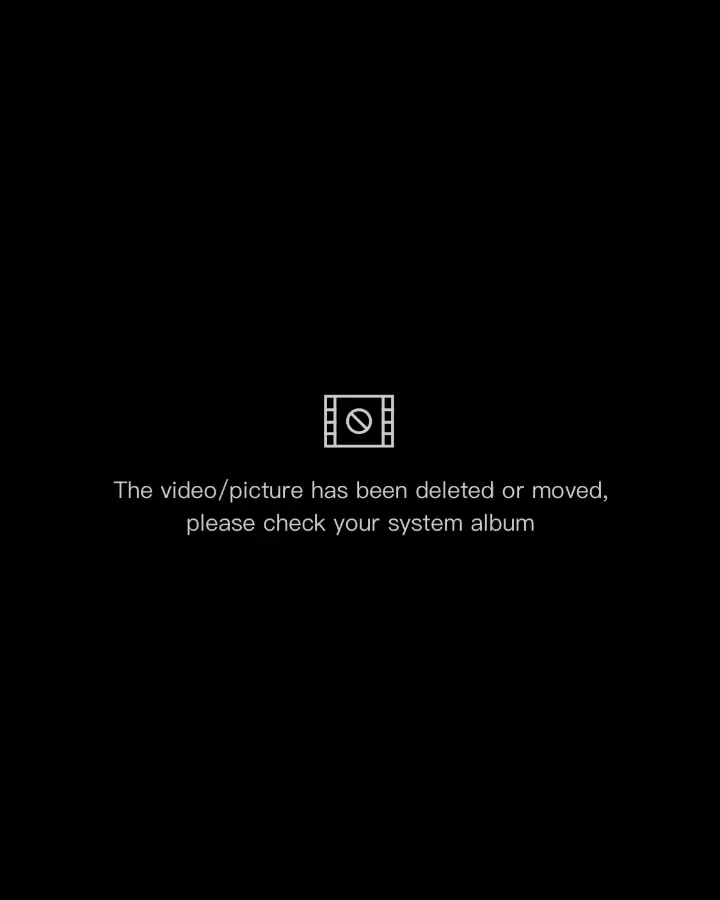 The video/picture has been deleted or moved,
please check your system album